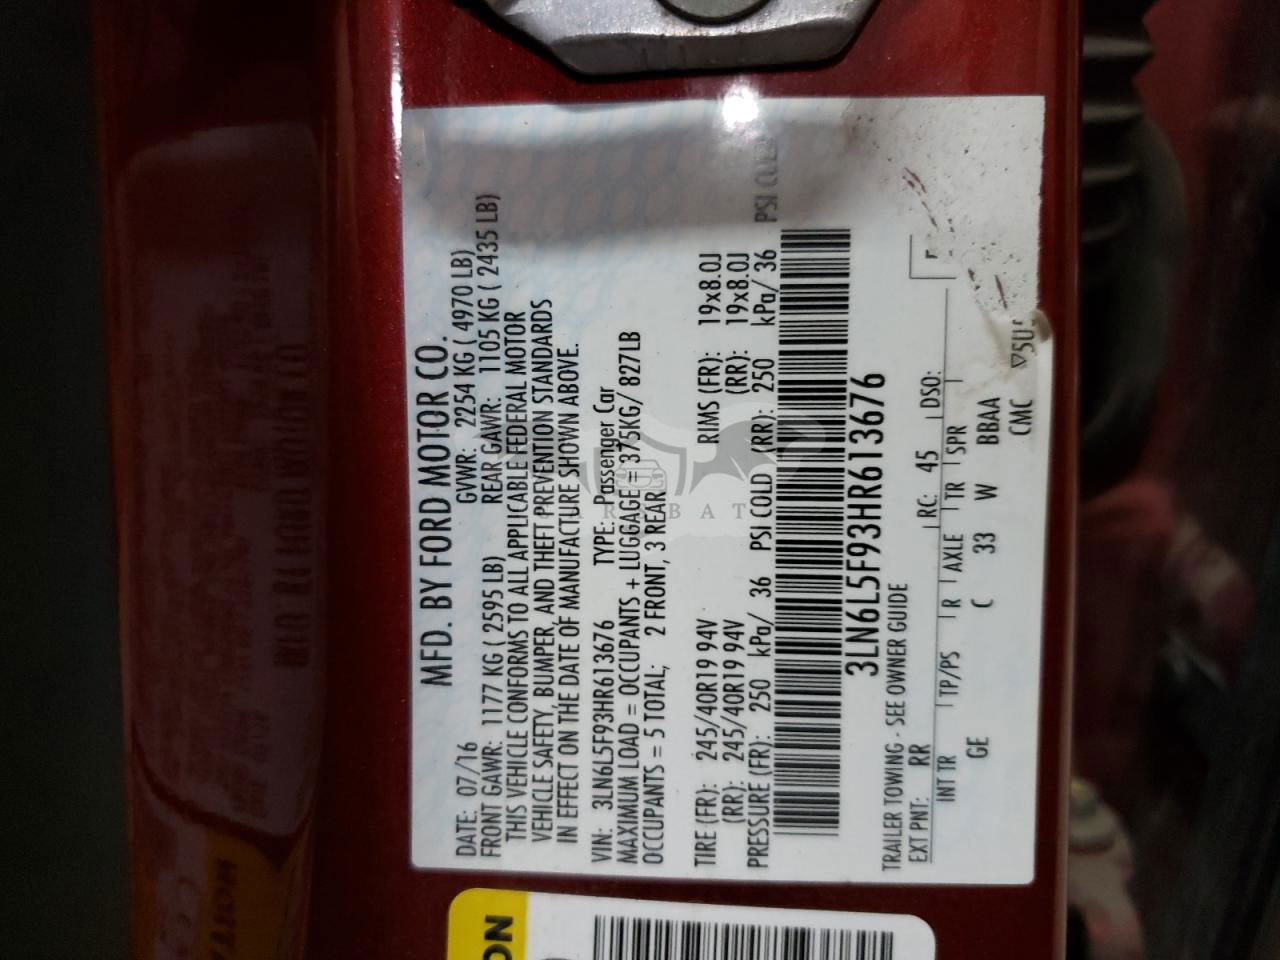 MFD. BY FORD MOTOR CO.
DATE: 07/16 GVWR: 2254 KG ( 4970 LB)
FRONT GAWR: 1177 KG ( 2595 LB) REAR GAWR: 1105 KG ( 2435 LB)
THIS VEHICLE CONFORMS TO ALL APPLICABLE FEDERAL MOTOR
VEHICLE SAFETY, BUMPER, AND THEFT PREVENTION STANDARDS
IN EFFECT ON THE DATE OF MANUFACTURE SHOWN ABOVE.
VIN: 3LN6L5F93HR613676 TYPE: Passenger Car
MAXIMUM LOAD = OCCUPANTS + LUGGAGE = 375KG/ 827LB
OCCUPANTS = 5 TOTAL; 2 FRONT, 3 REAR
TIRE (FR): 245/40R19 94V RIMS (FR): 19x8.0J
(RR): 245/40R19 94V (RR): 19x8.0J
PRESSURE (FR): 250 kPa/ 36 PSI COLD (RR): 250 kPa/ 36 PSI COLD
3LN6L5F93HR613676
TRAILER TOWING - SEE OWNER GUIDE
EXT PNT: RR RC: 45 DSO:
INT TR TP/PS R AXLE TR SPR
GE C 33 W BBAA
CMC
ON